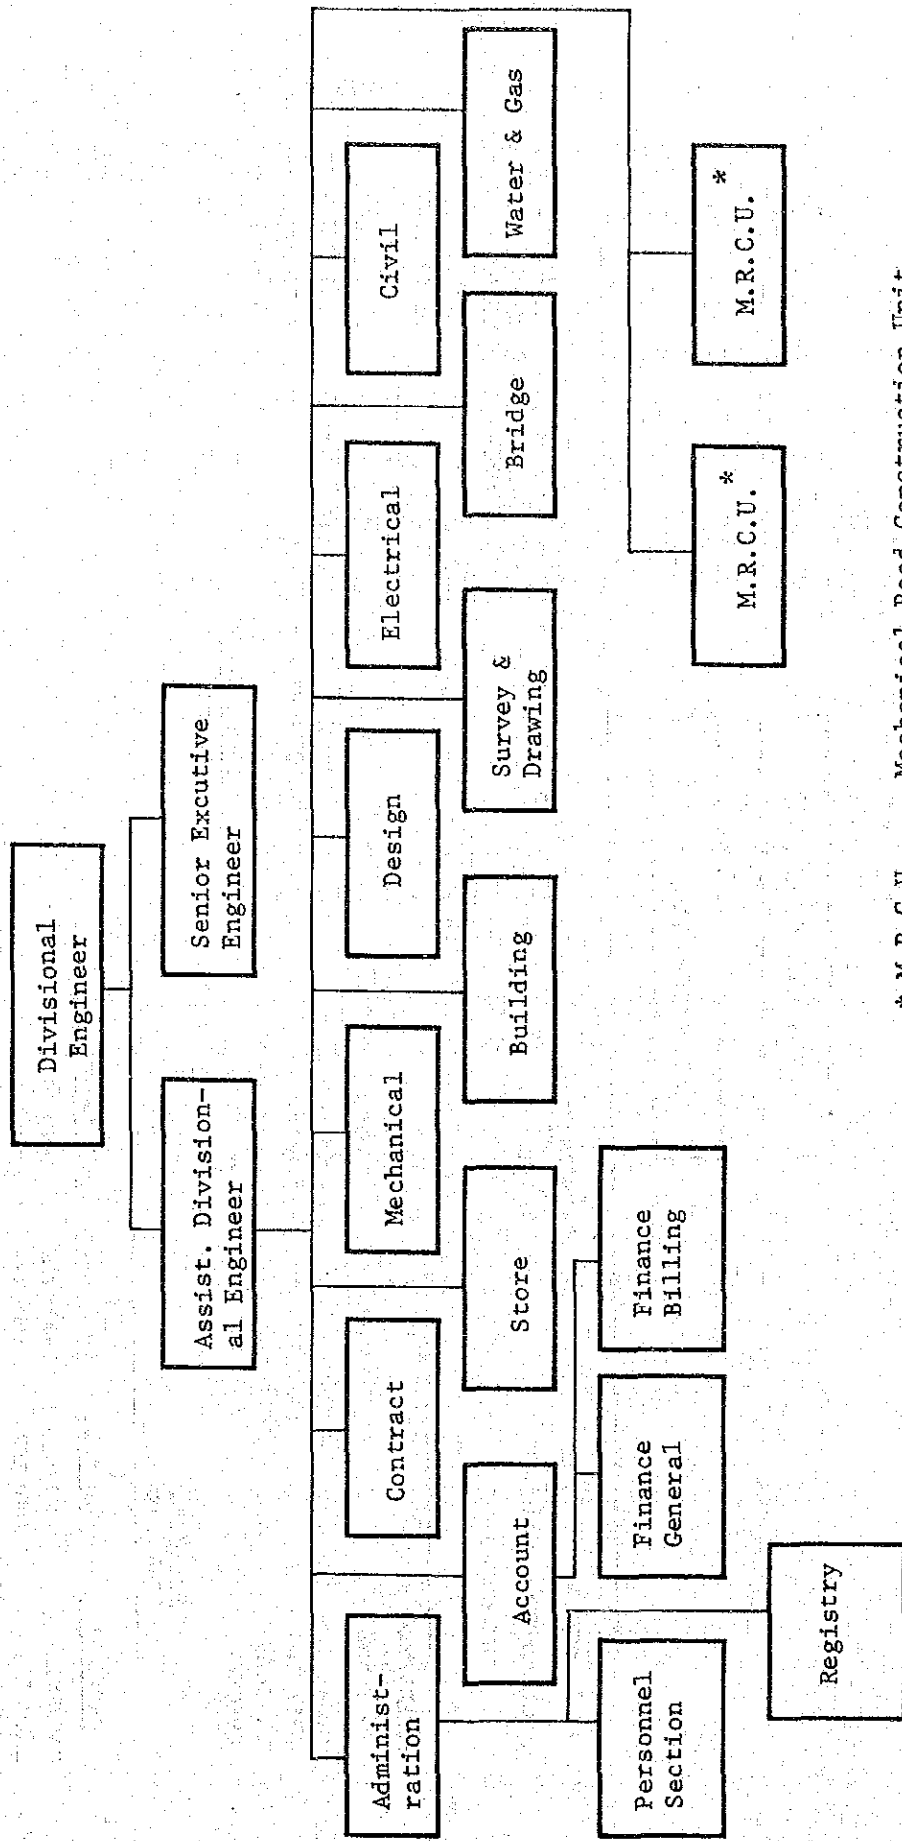 Divisional
Engineer
Assist. Division-
al Engineer
Senior Excutive
Engineer
Administ-
ration
Contract
Mechanical
Design
Electrical
Civil
Account
Store
Building
Survey &
Drawing
Bridge
Water & Gas
Personnel
Section
Finance
General
Finance
Billing
Registry
M.R.C.U. *
M.R.C.U. *
* M.R.C.U. Mechanical Road Construction Unit